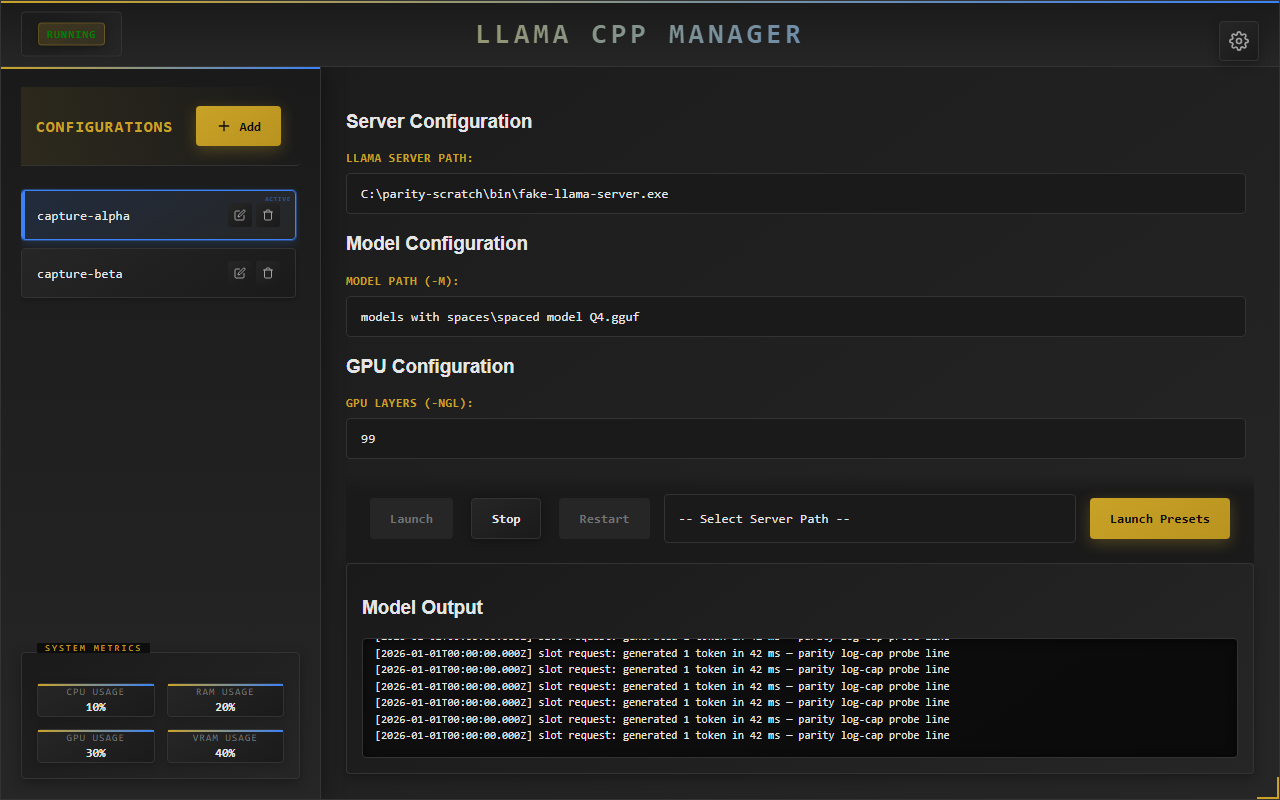 RUNNING
LLAMA CPP MANAGER
CONFIGURATIONS
+ Add
ACTIVE
capture-alpha
capture-beta
SYSTEM METRICS
CPU USAGE
10%
RAM USAGE
20%
GPU USAGE
30%
VRAM USAGE
40%
Server Configuration
LLAMA SERVER PATH:
C:\parity-scratch\bin\fake-llama-server.exe
Model Configuration
MODEL PATH (-M):
models with spaces\spaced model Q4.gguf
GPU Configuration
GPU LAYERS (-NGL):
99
Launch
Stop
Restart
-- Select Server Path --
Launch Presets
Model Output
[2026-01-01T00:00:00.000Z] slot request: generated 1 token in 42 ms — parity log-cap probe line
[2026-01-01T00:00:00.000Z] slot request: generated 1 token in 42 ms — parity log-cap probe line
[2026-01-01T00:00:00.000Z] slot request: generated 1 token in 42 ms — parity log-cap probe line
[2026-01-01T00:00:00.000Z] slot request: generated 1 token in 42 ms — parity log-cap probe line
[2026-01-01T00:00:00.000Z] slot request: generated 1 token in 42 ms — parity log-cap probe line
[2026-01-01T00:00:00.000Z] slot request: generated 1 token in 42 ms — parity log-cap probe line